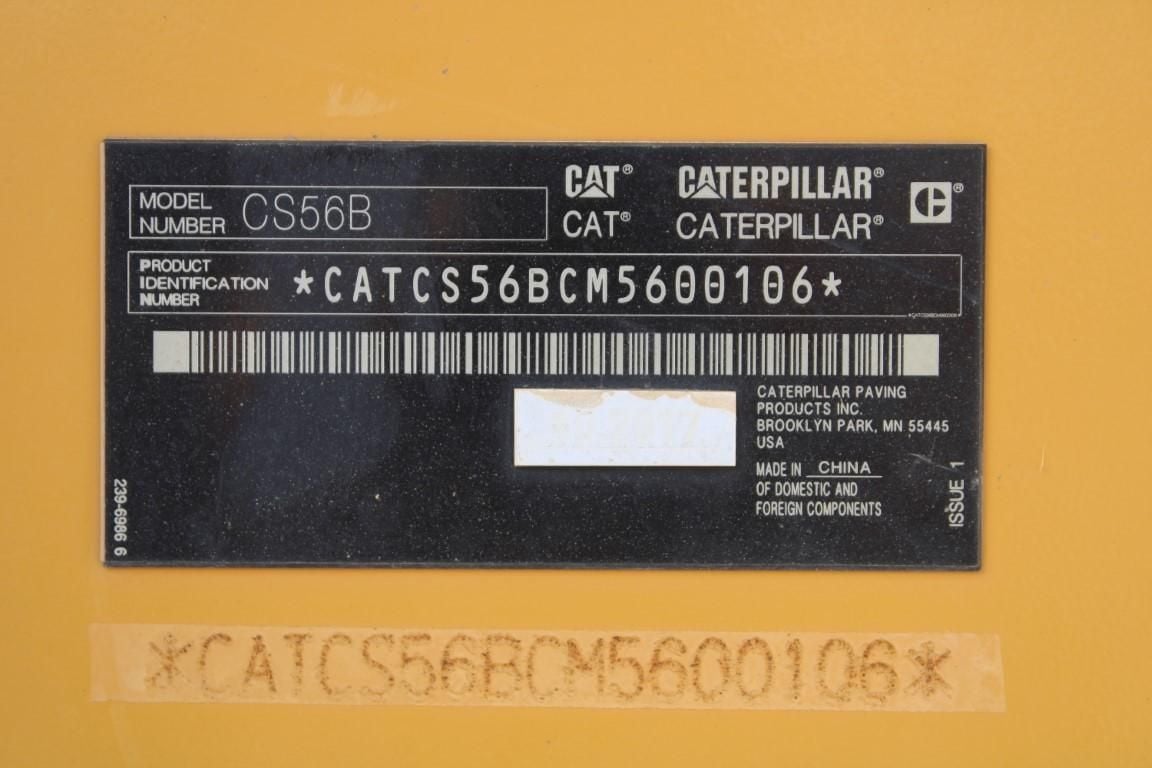 MODEL
NUMBER CS56B
CAT® CATERPILLAR®
CAT® CATERPILLAR®
PRODUCT
IDENTIFICATION
NUMBER
*CATCS56BCM5600106*
CATERPILLAR PAVING
PRODUCTS INC.
BROOKLYN PARK, MN 55445
USA
MADE IN CHINA
OF DOMESTIC AND
FOREIGN COMPONENTS
239-6986 6
ISSUE 1
*CATCS56BCM5600106*